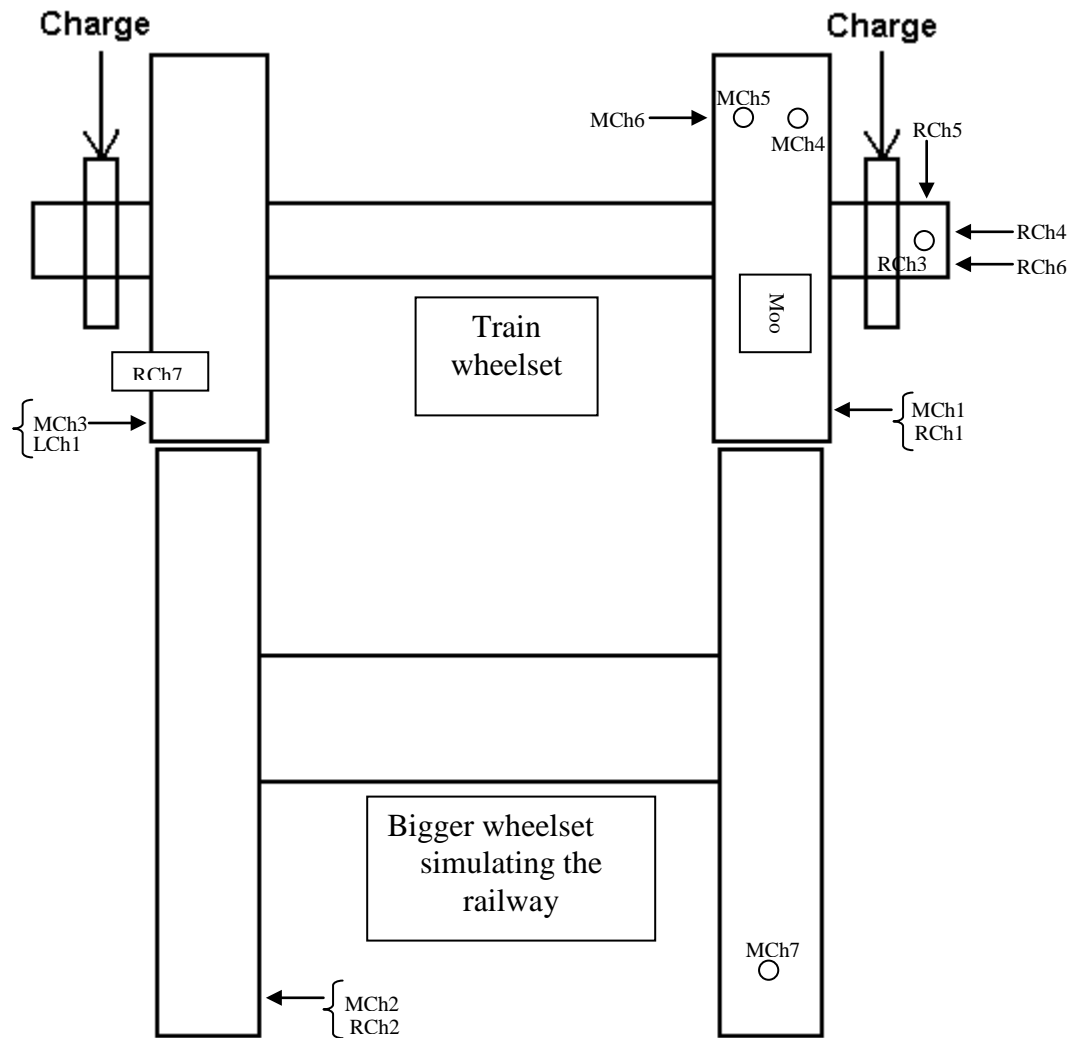 Charge
Charge
MCh5
MCh6
MCh4
RCh5
RCh4
RCh3
RCh6
Moo
Train
wheelset
RCh7
MCh3
LCh1
MCh1
RCh1
Bigger wheelset
simulating the
railway
MCh7
MCh2
RCh2